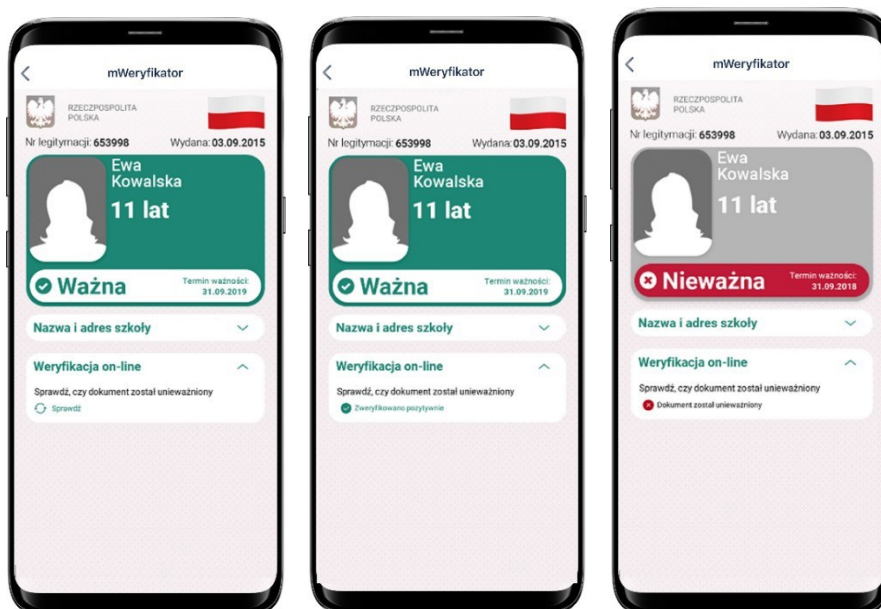 mWeryfikator
RZECZPOSPOLITA
POLSKA
Nr legitymacji: 653998 Wydana: 03.09.2015
Ewa
Kowalska
11 lat
Ważna
Termin ważności:
31.09.2019
Nazwa i adres szkoły
Weryfikacja on-line
Sprawdź, czy dokument został unieważniony
Sprawdź
mWeryfikator
RZECZPOSPOLITA
POLSKA
Nr legitymacji: 653998 Wydana: 03.09.2015
Ewa
Kowalska
11 lat
Ważna
Termin ważności:
31.09.2019
Nazwa i adres szkoły
Weryfikacja on-line
Sprawdź, czy dokument został unieważniony
Zweryfikowano pozytywnie
mWeryfikator
RZECZPOSPOLITA
POLSKA
Nr legitymacji: 653998 Wydana: 03.09.2015
Ewa
Kowalska
11 lat
Nieważna
Termin ważności:
31.09.2018
Nazwa i adres szkoły
Weryfikacja on-line
Sprawdź, czy dokument został unieważniony
Dokument został unieważniony